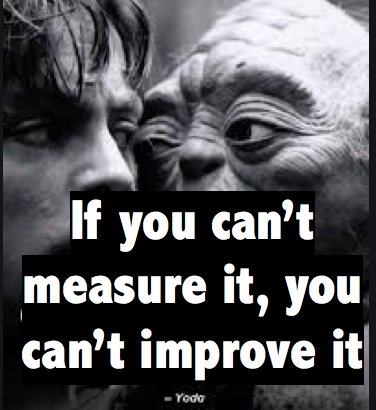 If you can’t
measure it, you
can’t improve it
– Yoda